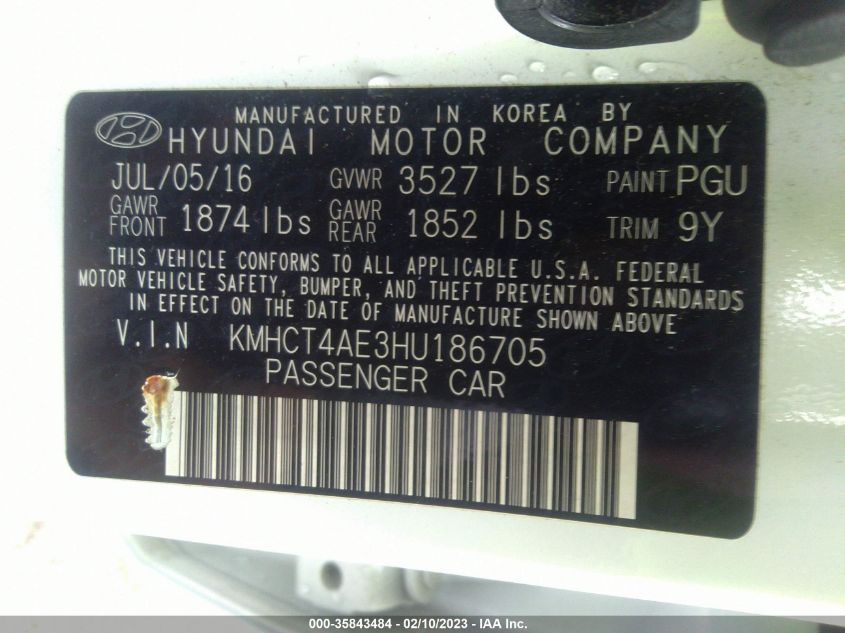 MANUFACTURED IN KOREA BY
HYUNDAI MOTOR COMPANY
JUL/05/16 GVWR 3527 lbs PAINT PGU
GAWR FRONT 1874 lbs GAWR REAR 1852 lbs TRIM 9Y
THIS VEHICLE CONFORMS TO ALL APPLICABLE U.S.A. FEDERAL
MOTOR VEHICLE SAFETY, BUMPER, AND THEFT PREVENTION STANDARDS
IN EFFECT ON THE DATE OF MANUFACTURE SHOWN ABOVE
V.I.N KMHCT4AE3HU186705
PASSENGER CAR
000-35843484 - 02/10/2023 - IAA Inc.